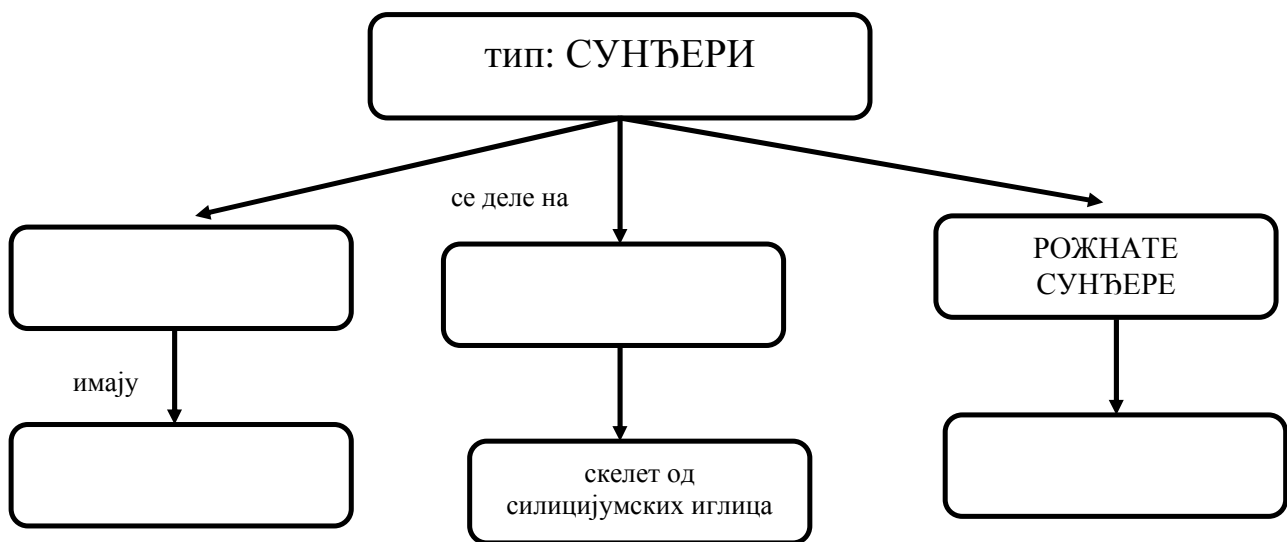 тип: СУНЂЕРИ
се деле на
РОЖНАТЕ
СУНЂЕРЕ
имају
скелет од
силицијумских иглица